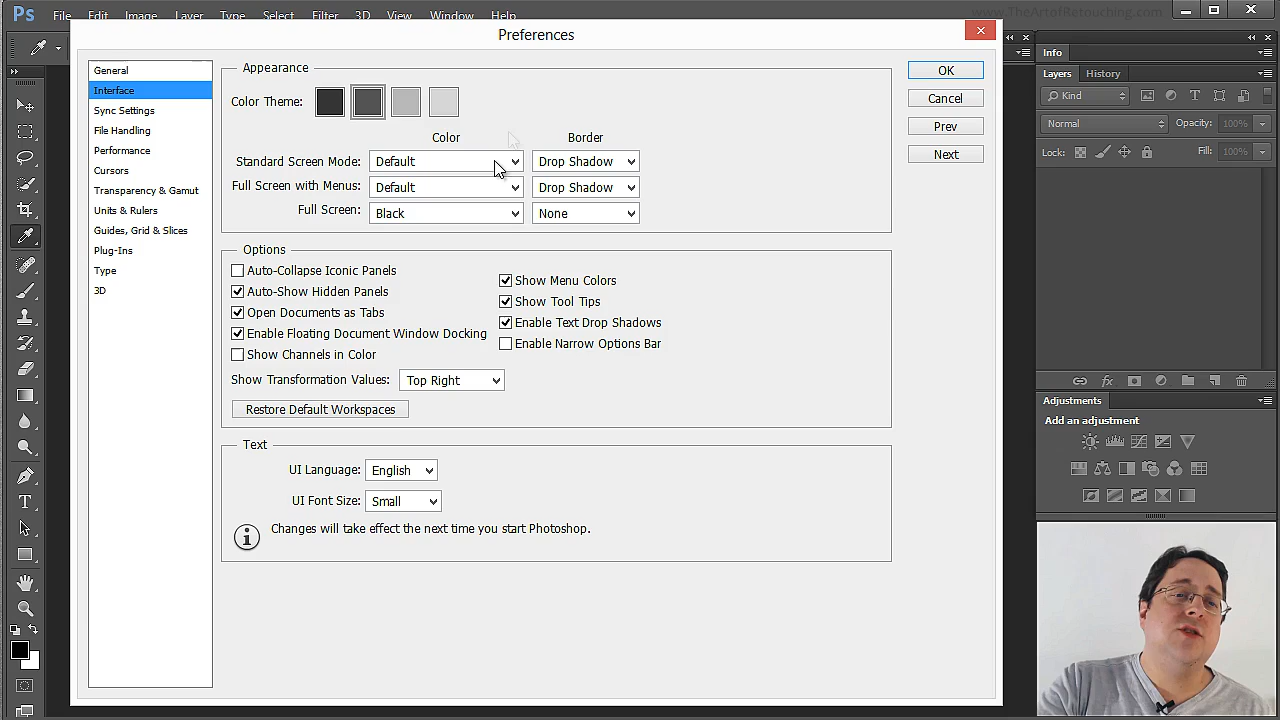 Ps File Edit Image Layer Type Select Filter 3D View Window Help
www.TheArtofRetouching.com
Preferences
General
Interface
Sync Settings
File Handling
Performance
Cursors
Transparency & Gamut
Units & Rulers
Guides, Grid & Slices
Plug-Ins
Type
3D
Appearance
Color Theme:
Color Border
Standard Screen Mode: Default Drop Shadow
Full Screen with Menus: Default Drop Shadow
Full Screen: Black None
Options
Auto-Collapse Iconic Panels
Auto-Show Hidden Panels
Open Documents as Tabs
Enable Floating Document Window Docking
Show Channels in Color
Show Menu Colors
Show Tool Tips
Enable Text Drop Shadows
Enable Narrow Options Bar
Show Transformation Values: Top Right
Restore Default Workspaces
Text
UI Language: English
UI Font Size: Small
Changes will take effect the next time you start Photoshop.
OK
Cancel
Prev
Next
Info
Layers History
Kind
Normal Opacity: 100%
Lock: Fill: 100%
Adjustments
Add an adjustment